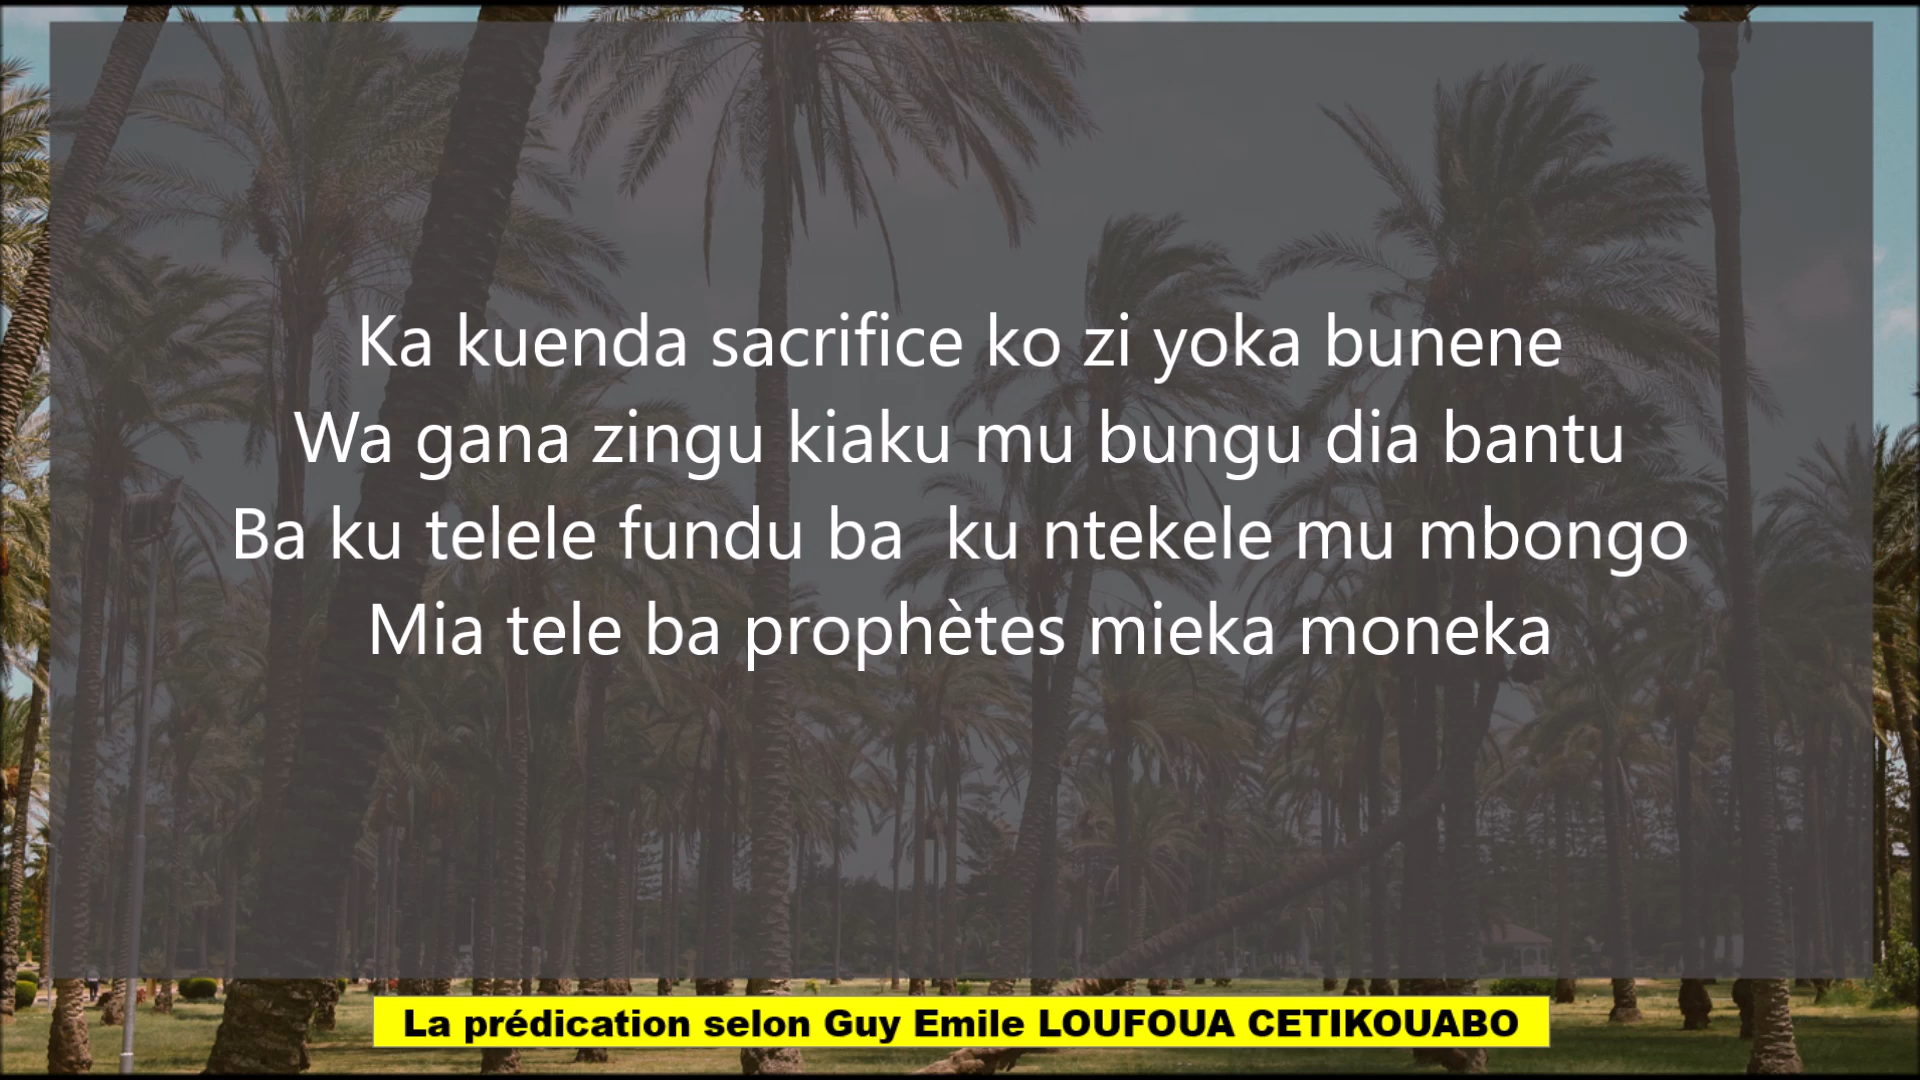 Ka kuenda sacrifice ko zi yoka bunene
Wa gana zingu kiaku mu bungu dia bantu
Ba ku telele fundu ba  ku ntekele mu mbongo
Mia tele ba prophètes mieka moneka
La prédication selon Guy Emile LOUFOUA CETIKOUABO